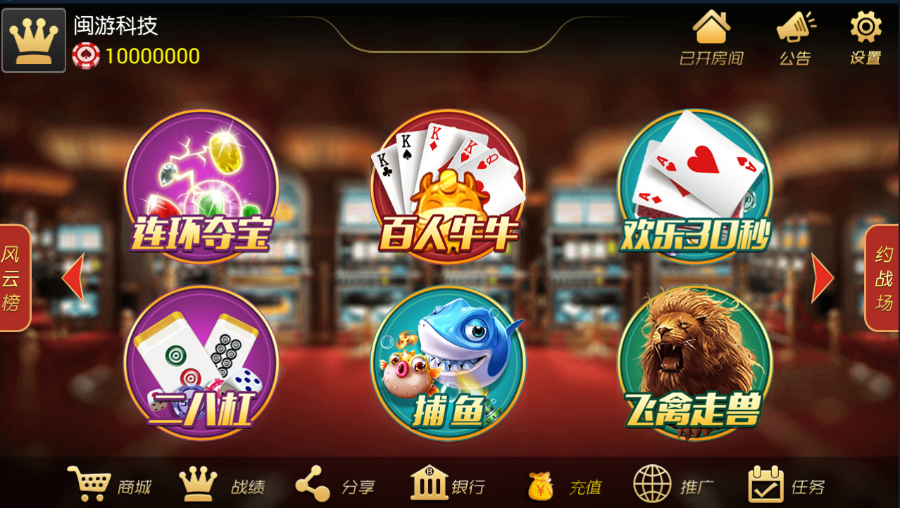 闽游科技
10000000
已开房间
公告
设置
连环夺宝
百人牛牛
欢乐30秒
风云榜
约战场
二八杠
捕鱼
飞禽走兽
商城
战绩
分享
银行
充值
推广
任务